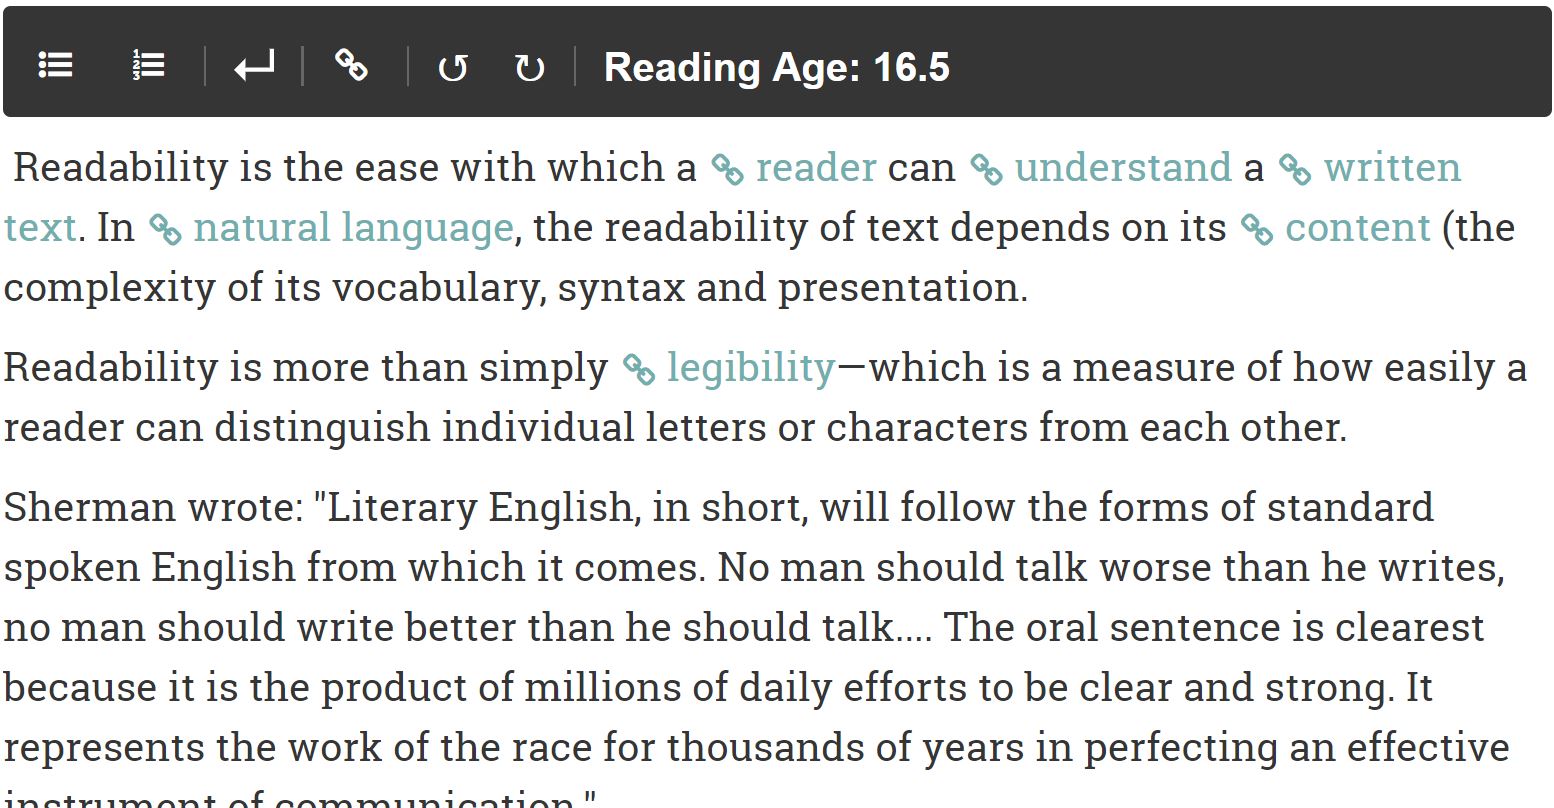 Reading Age: 16.5
Readability is the ease with which a reader can understand a written
text. In natural language, the readability of text depends on its content (the
complexity of its vocabulary, syntax and presentation.
Readability is more than simply legibility—which is a measure of how easily a
reader can distinguish individual letters or characters from each other.
Sherman wrote: "Literary English, in short, will follow the forms of standard
spoken English from which it comes. No man should talk worse than he writes,
no man should write better than he should talk.... The oral sentence is clearest
because it is the product of millions of daily efforts to be clear and strong. It
represents the work of the race for thousands of years in perfecting an effective
instrument of communication."